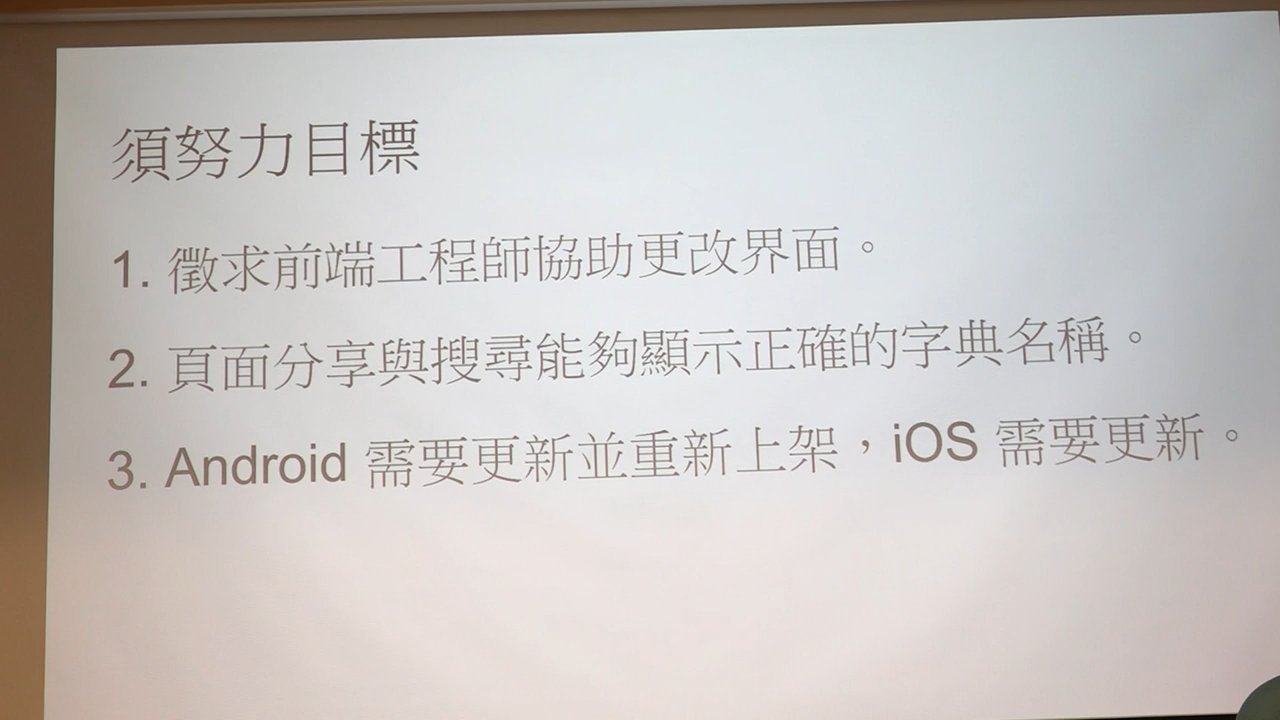 須努力目標
1. 徵求前端工程師協助更改界面。
2. 頁面分享與搜尋能夠顯示正確的字典名稱。
3. Android 需要更新並重新上架，iOS 需要更新。